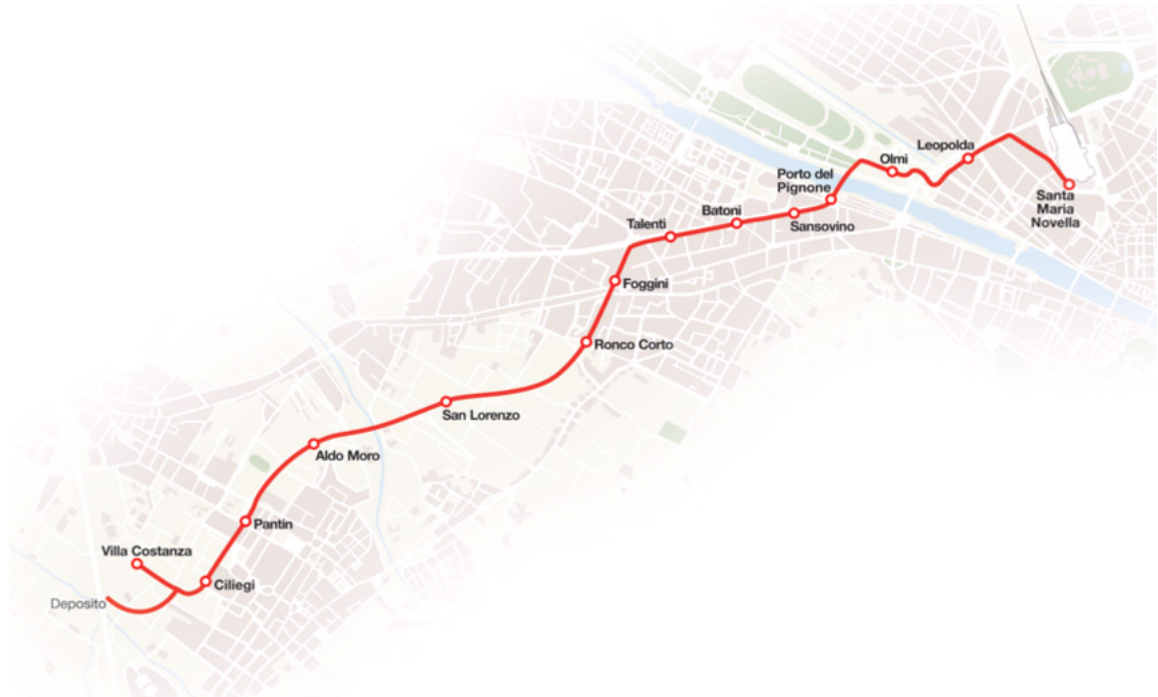 Leopolda
Olmi
Porto del
Pignone
Santa
Maria
Novella
Batoni
Sansovino
Talenti
Foggini
Ronco Corto
San Lorenzo
Aldo Moro
Pantin
Villa Costanza
Ciliegi
Deposito